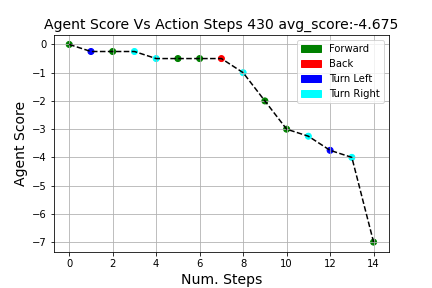 Agent Score Vs Action Steps 430 avg_score:-4.675
Forward
Back
Turn Left
Turn Right
Agent Score
0
−1
−2
−3
−4
−5
−6
−7
0 2 4 6 8 10 12 14
Num. Steps